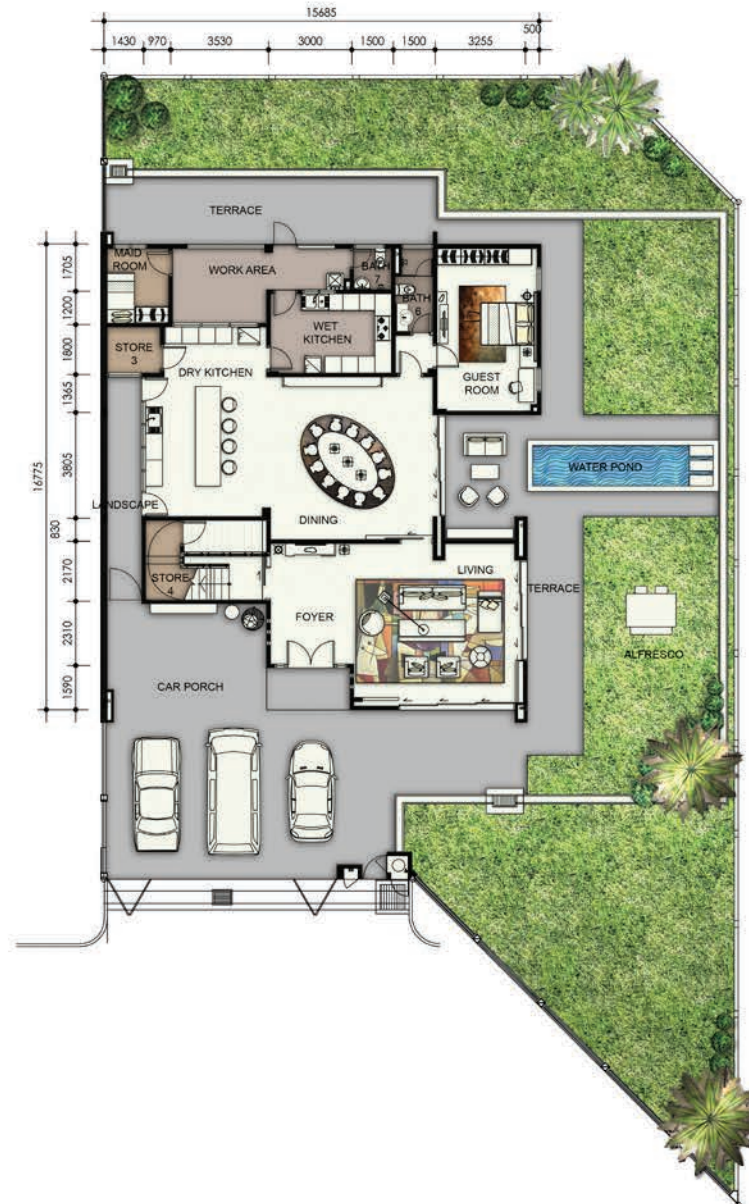 15685
500
1430 970 3530 3000 1500 1500 3255
TERRACE
MAID
ROOM
WORK AREA
BATH
7
BATH
6
WET
KITCHEN
STORE
3
DRY KITCHEN
GUEST
ROOM
WATER POND
LANDSCAPE
DINING
LIVING
STORE
4
TERRACE
FOYER
ALFRESCO
CAR PORCH
16775
1705
1200
1800
1365
3805
830
2170
2310
1590